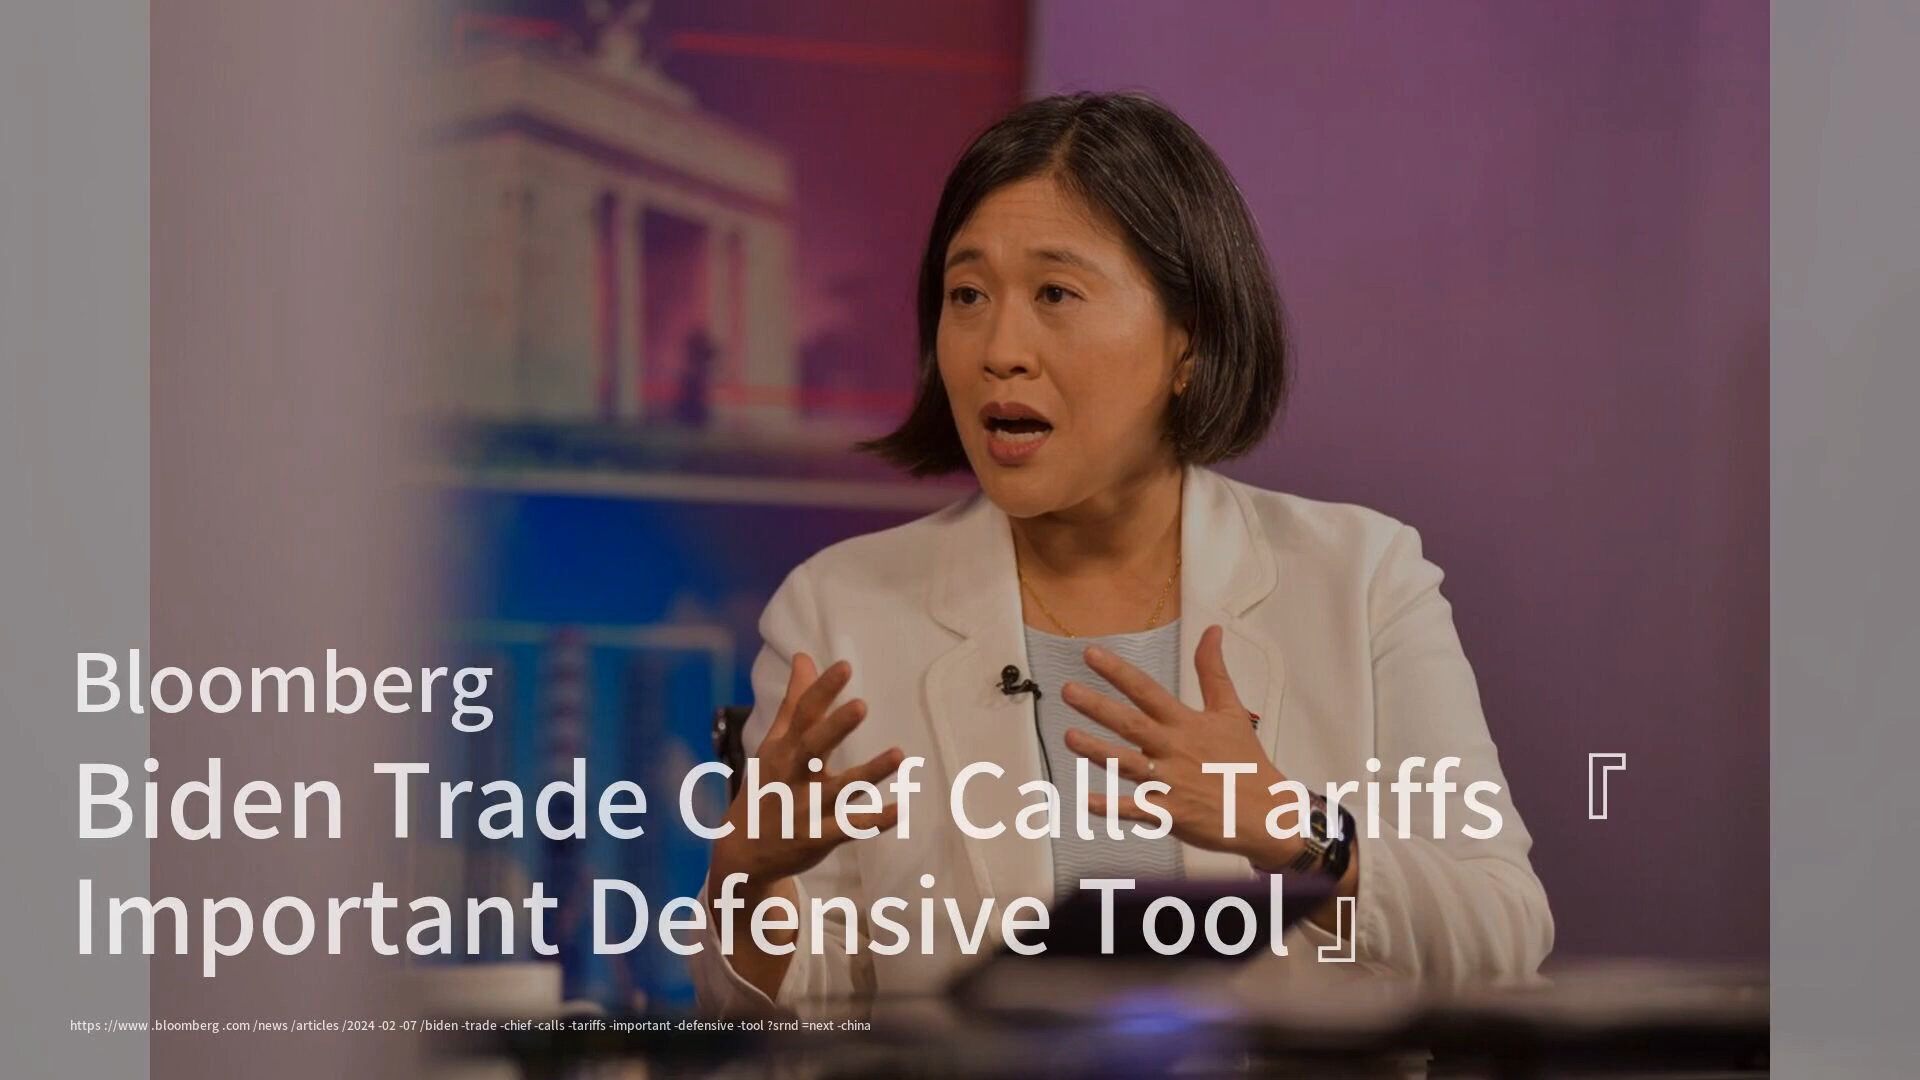 Bloomberg
Biden Trade Chief Calls Tariffs 『
Important Defensive Tool 』
https ://www .bloomberg .com /news /articles /2024 -02 -07 /biden -trade -chief -calls -tariffs -important -defensive -tool ?srnd =next -china